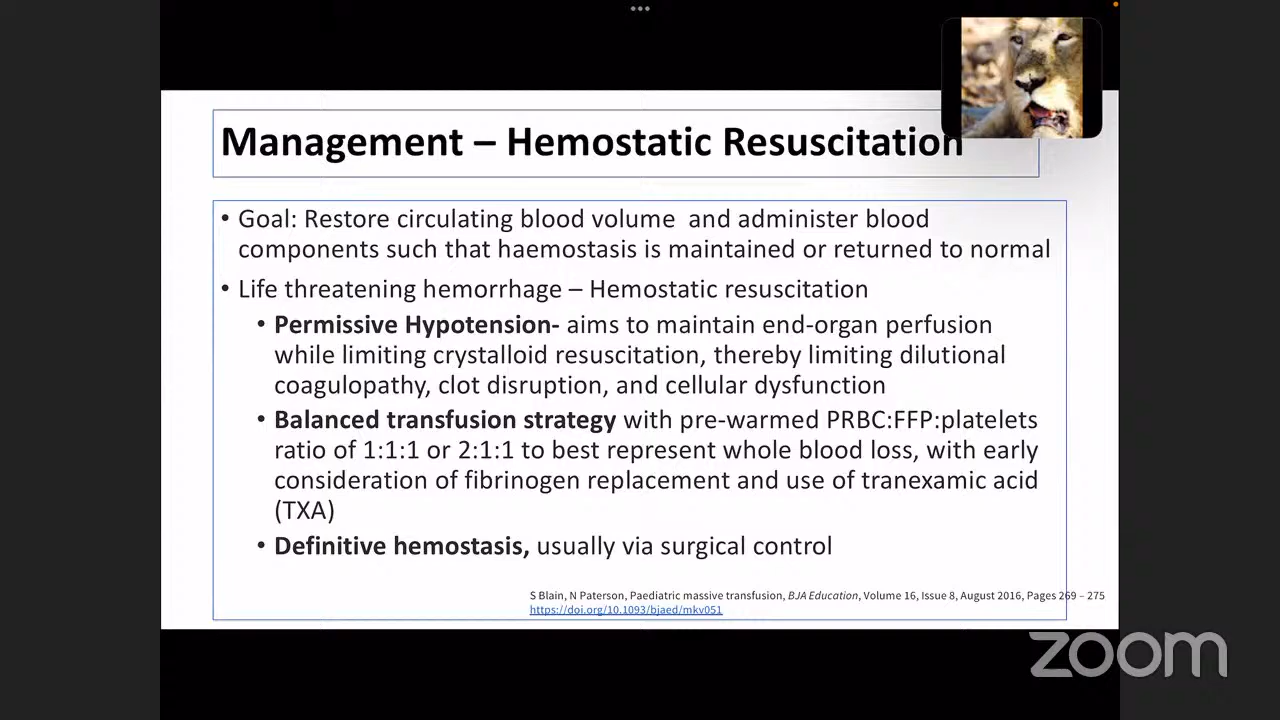 Management – Hemostatic Resuscitation
• Goal: Restore circulating blood volume and administer blood
components such that haemostasis is maintained or returned to normal
• Life threatening hemorrhage – Hemostatic resuscitation
• Permissive Hypotension- aims to maintain end-organ perfusion
while limiting crystalloid resuscitation, thereby limiting dilutional
coagulopathy, clot disruption, and cellular dysfunction
• Balanced transfusion strategy with pre-warmed PRBC:FFP:platelets
ratio of 1:1:1 or 2:1:1 to best represent whole blood loss, with early
consideration of fibrinogen replacement and use of tranexamic acid
(TXA)
• Definitive hemostasis, usually via surgical control
S Blain, N Paterson, Paediatric massive transfusion, BJA Education, Volume 16, Issue 8, August 2016, Pages 269 – 275
https://doi.org/10.1093/bjaed/mkv051
zoom